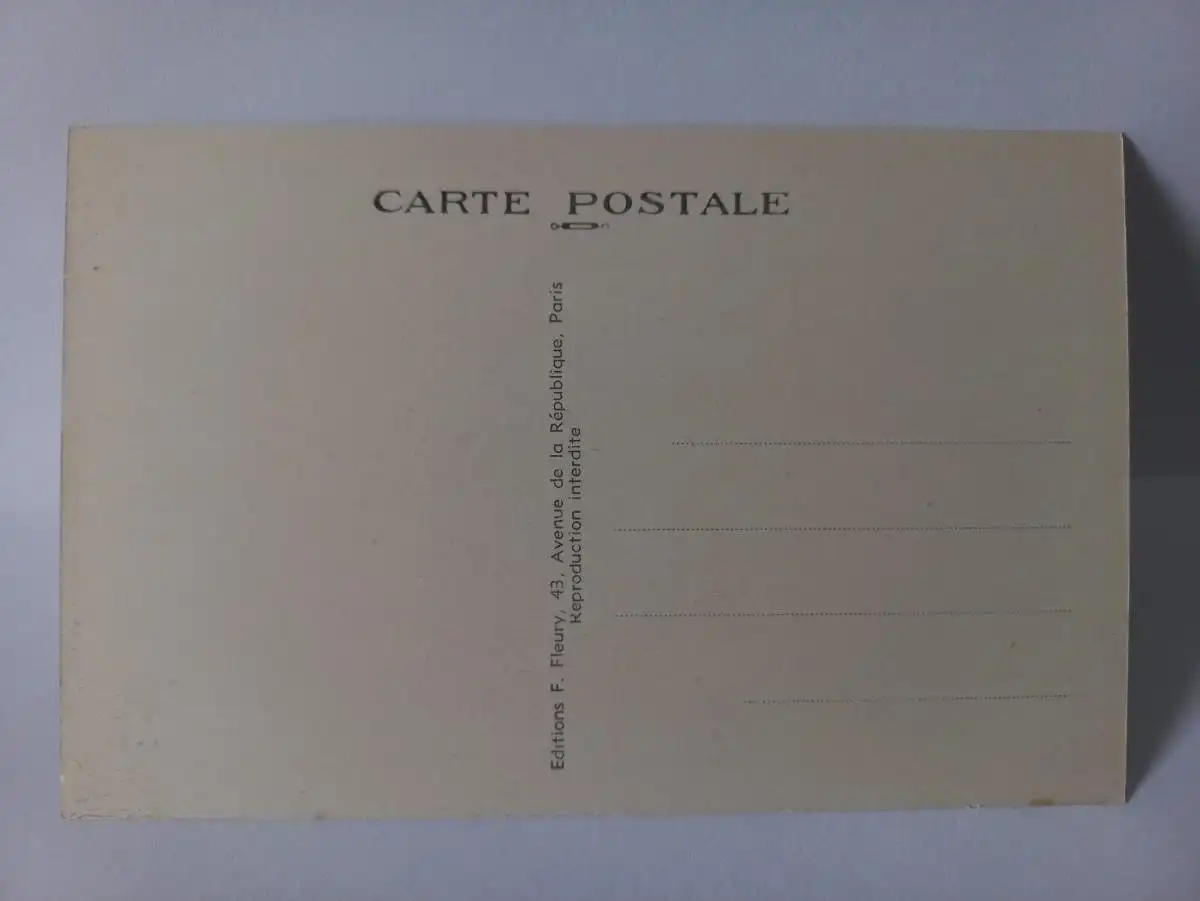 CARTE POSTALE
Editions F. Fleury, 43, Avenue de la République, Paris
Reproduction interdite